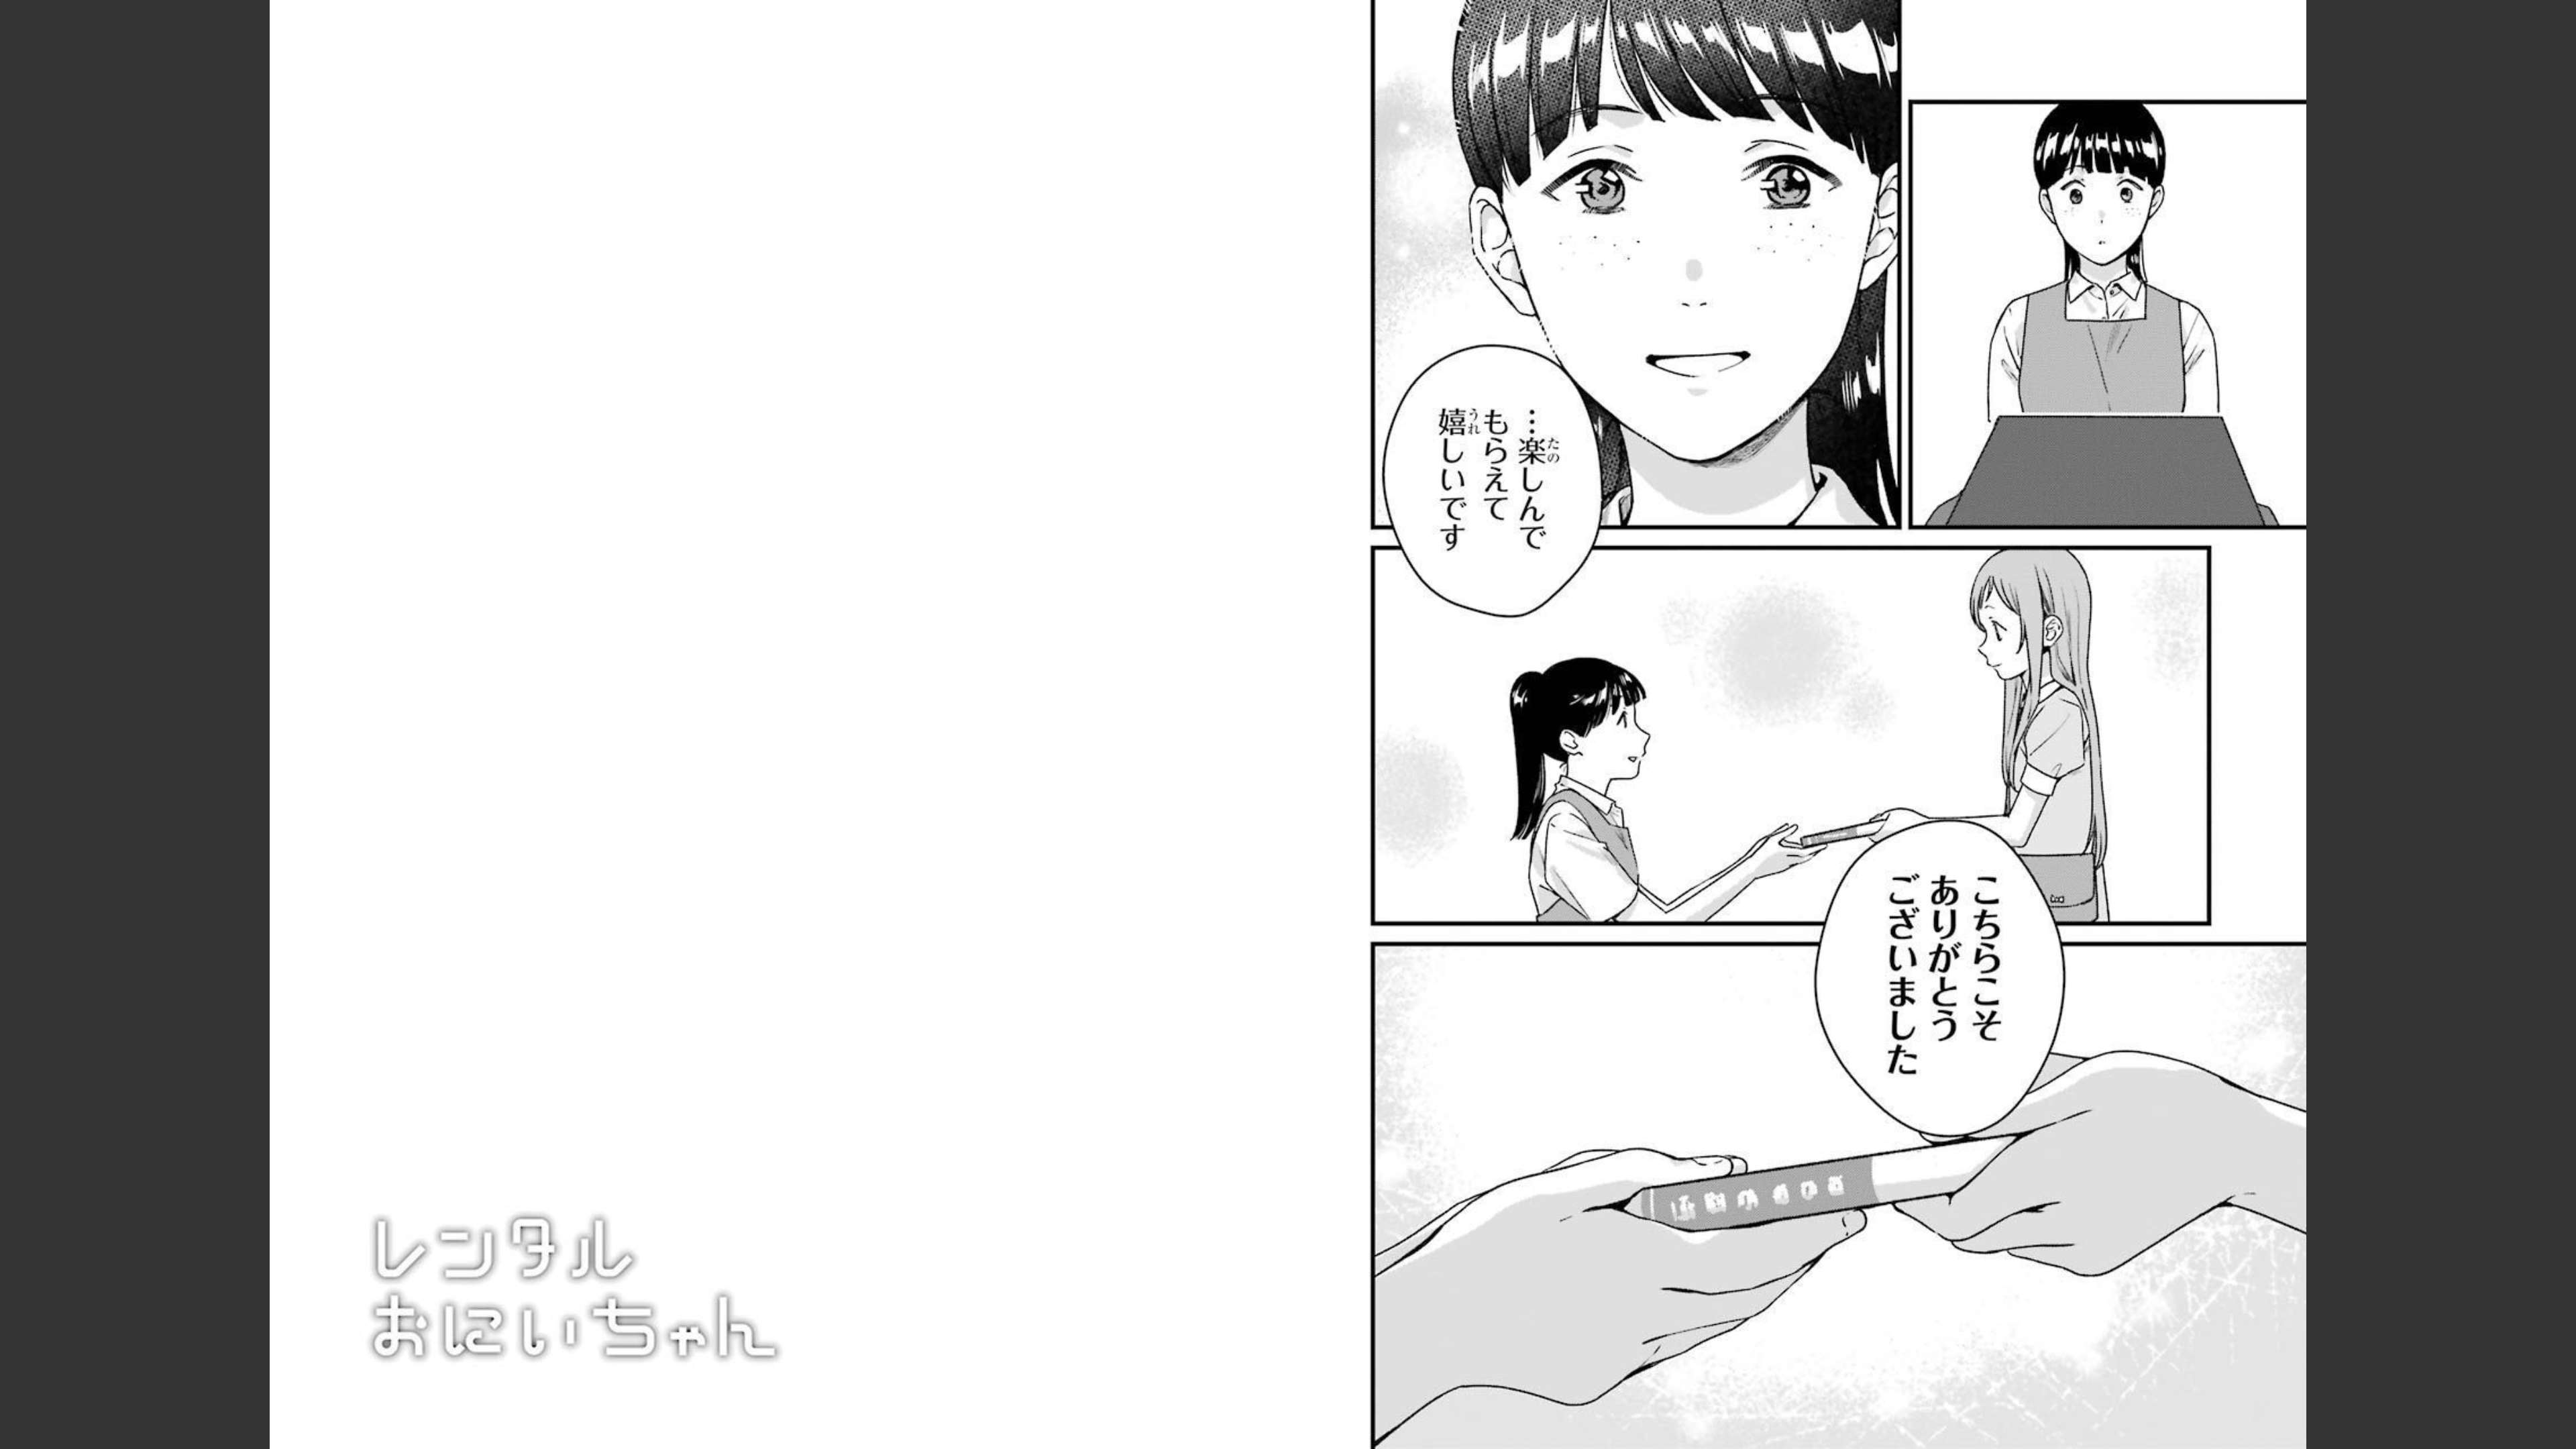 …楽しんで
もらえて
嬉しいです
こちらこそ
ありがとう
ございました
レンタル
おにいちゃん